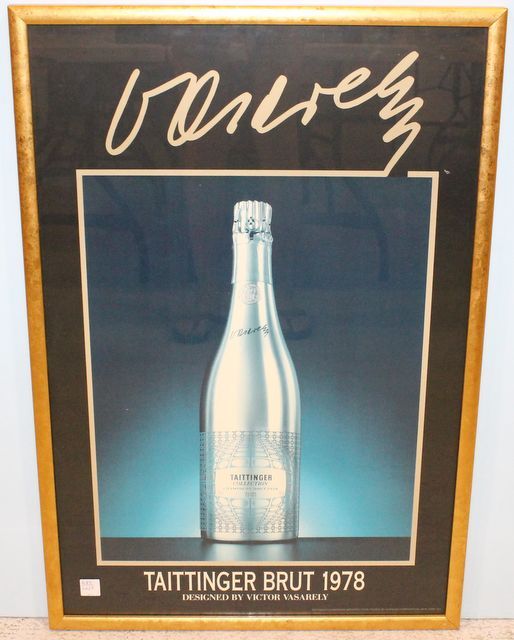 Vasarely
Vasarely
TAITTINGER
COLLECTION
TAITTINGER BRUT 1978
DESIGNED BY VICTOR VASARELY